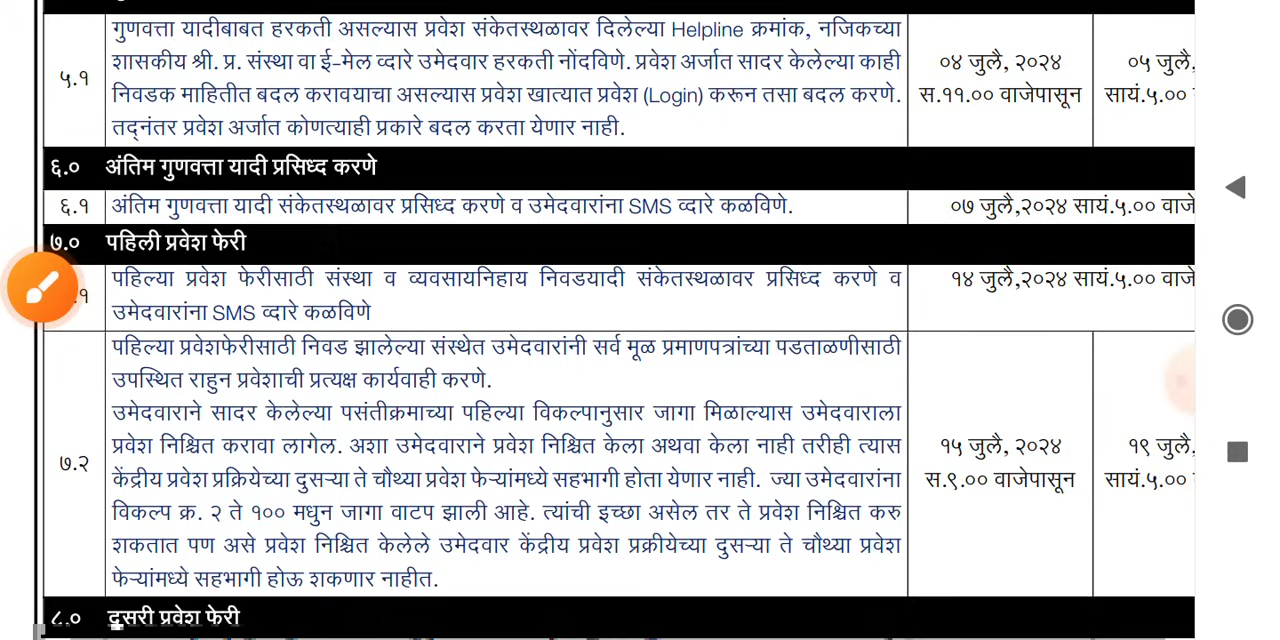 गुणवत्ता यादीबाबत हरकती असल्यास प्रवेश संकेतस्थळावर दिलेल्या Helpline क्रमांक, नजिकच्या
शासकीय श्री. प्र. संस्था वा ई-मेल व्दारे उमेदवार हरकती नोंदविणे. प्रवेश अर्जात सादर केलेल्या काही
निवडक माहितीत बदल करावयाचा असल्यास प्रवेश खात्यात प्रवेश (Login) करून तसा बदल करणे.
तद्नंतर प्रवेश अर्जात कोणत्याही प्रकारे बदल करता येणार नाही.
५.१
०४ जुलै, २०२४
स.११.०० वाजेपासून
०५ जुलै,
सायं.५.००
६.० अंतिम गुणवत्ता यादी प्रसिध्द करणे
६.१ अंतिम गुणवत्ता यादी संकेतस्थळावर प्रसिध्द करणे व उमेदवारांना SMS व्दारे कळविणे. ०७ जुलै,२०२४ सायं.५.०० वाजे
७.० पहिली प्रवेश फेरी
.१ पहिल्या प्रवेश फेरीसाठी संस्था व व्यवसायनिहाय निवडयादी संकेतस्थळावर प्रसिध्द करणे व १४ जुलै,२०२४ सायं.५.०० वाजे
उमेदवारांना SMS व्दारे कळविणे
पहिल्या प्रवेशफेरीसाठी निवड झालेल्या संस्थेत उमेदवारांनी सर्व मूळ प्रमाणपत्रांच्या पडताळणीसाठी
उपस्थित राहुन प्रवेशाची प्रत्यक्ष कार्यवाही करणे.
उमेदवाराने सादर केलेल्या पसंतीक्रमाच्या पहिल्या विकल्पानुसार जागा मिळाल्यास उमेदवाराला
प्रवेश निश्चित करावा लागेल. अशा उमेदवाराने प्रवेश निश्चित केला अथवा केला नाही तरीही त्यास
केंद्रीय प्रवेश प्रक्रियेच्या दुसऱ्या ते चौथ्या प्रवेश फेऱ्यांमध्ये सहभागी होता येणार नाही. ज्या उमेदवारांना
विकल्प क्र. २ ते १०० मधुन जागा वाटप झाली आहे. त्यांची इच्छा असेल तर ते प्रवेश निश्चित करु
शकतात पण असे प्रवेश निश्चित केलेले उमेदवार केंद्रीय प्रवेश प्रक्रीयेच्या दुसऱ्या ते चौथ्या प्रवेश
फेऱ्यांमध्ये सहभागी होऊ शकणार नाहीत.
७.२
१५ जुलै, २०२४
स.९.०० वाजेपासून
१९ जुलै,
सायं.५.००
८.० दुसरी प्रवेश फेरी